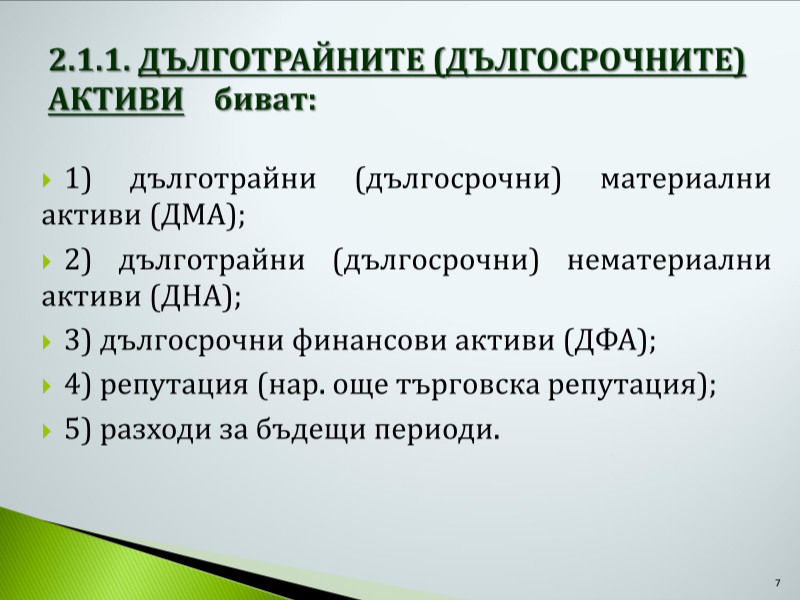 2.1.1. ДЪЛГОТРАЙНИТЕ (ДЪЛГОСРОЧНИТЕ)
АКТИВИ биват:
1) дълготрайни (дългосрочни) материални
активи (ДМА);
2) дълготрайни (дългосрочни) нематериални
активи (ДНА);
3) дългосрочни финансови активи (ДФА);
4) репутация (нар. още търговска репутация);
5) разходи за бъдещи периоди.
7